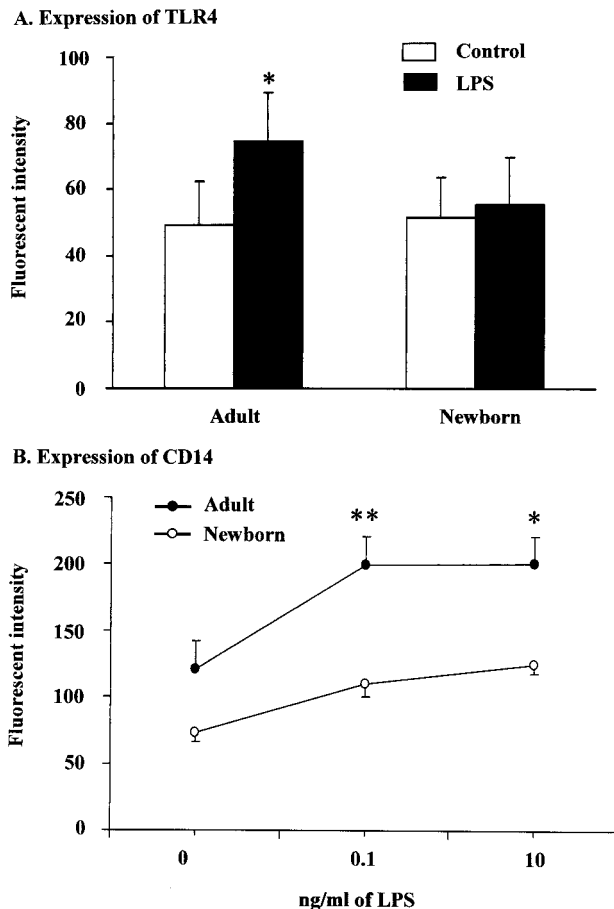 A. Expression of TLR4
100
80
60
40
20
0
Fluorescent intensity
Control
LPS
*
Adult
Newborn
B. Expression of CD14
250
200
150
100
50
0
Fluorescent intensity
Adult
Newborn
**
*
0
0.1
10
ng/ml of LPS